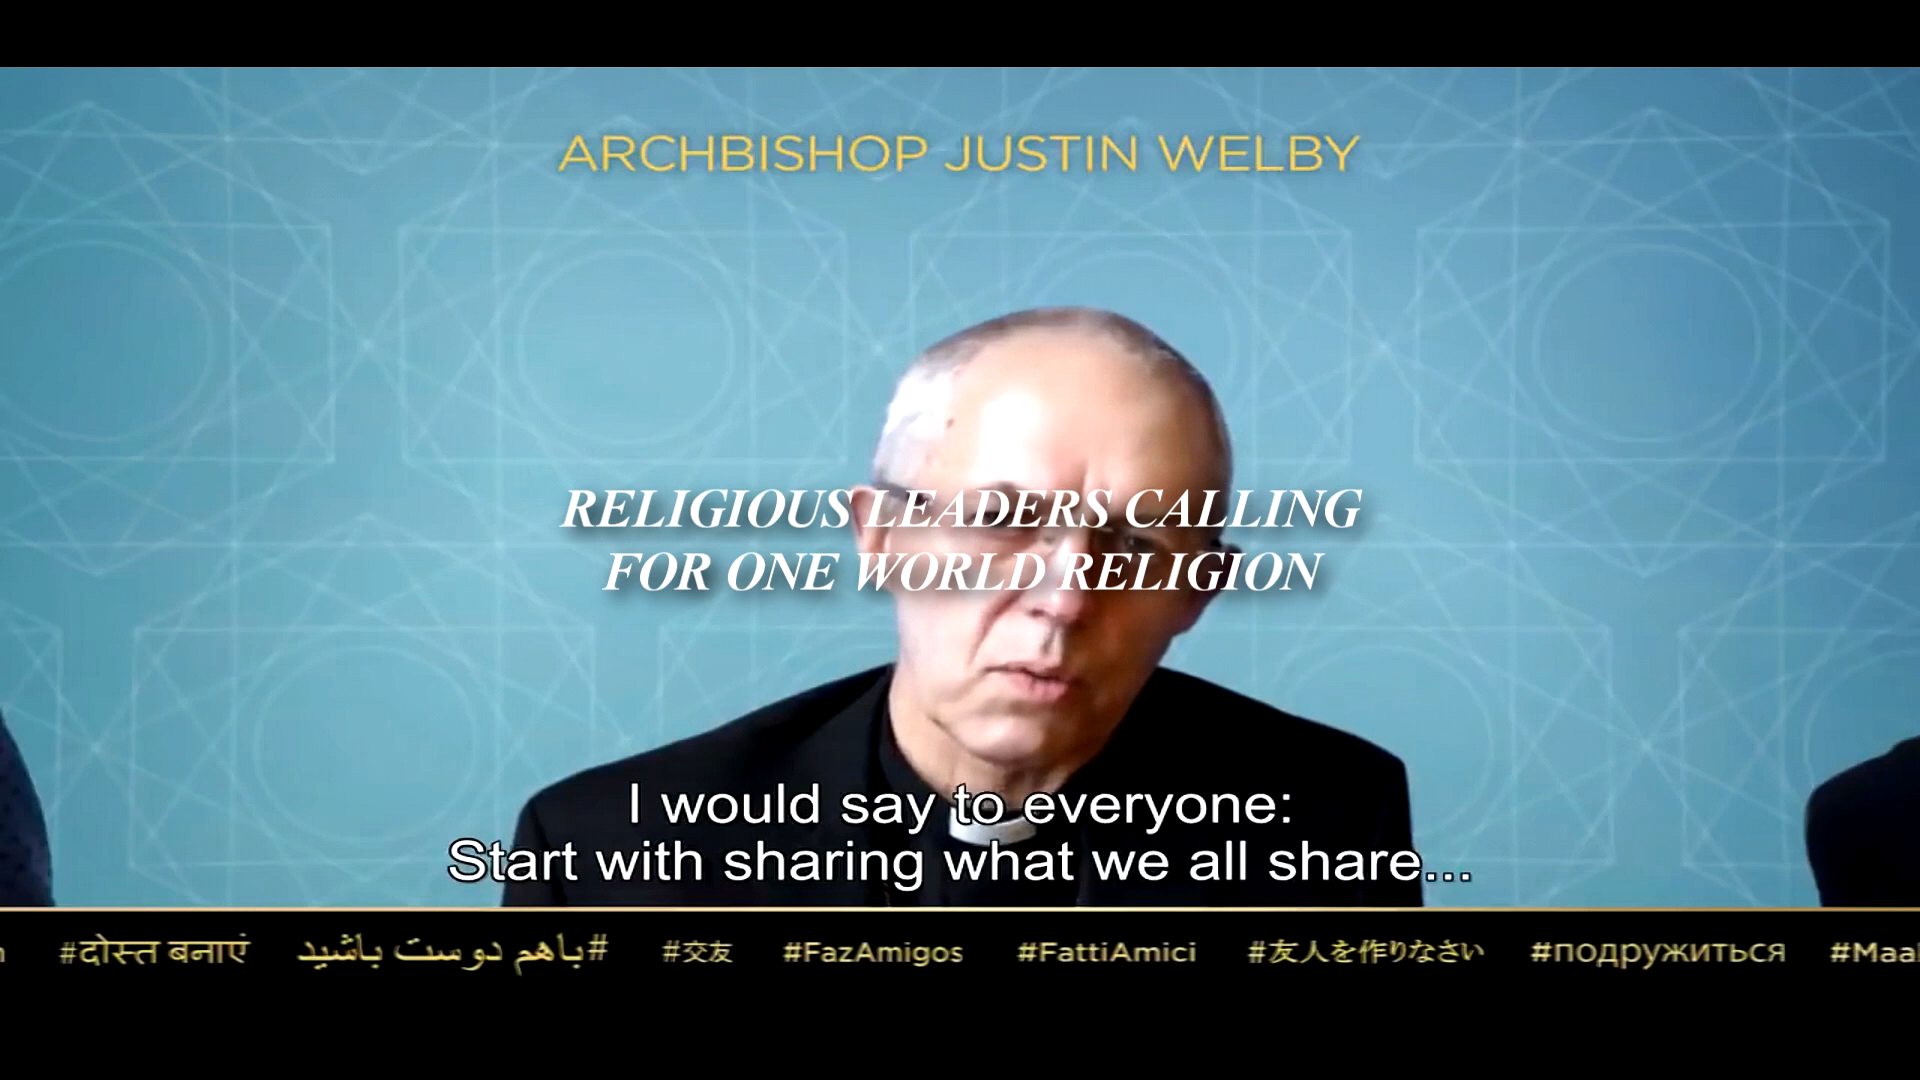 ARCHBISHOP JUSTIN WELBY
RELIGIOUS LEADERS CALLING
FOR ONE WORLD RELIGION
I would say to everyone:
Start with sharing what we all share...
#दोस्त बनाएं #باهم دوست باشید #交友 #FazAmigos #FattiAmici #友人を作りなさい #подружиться